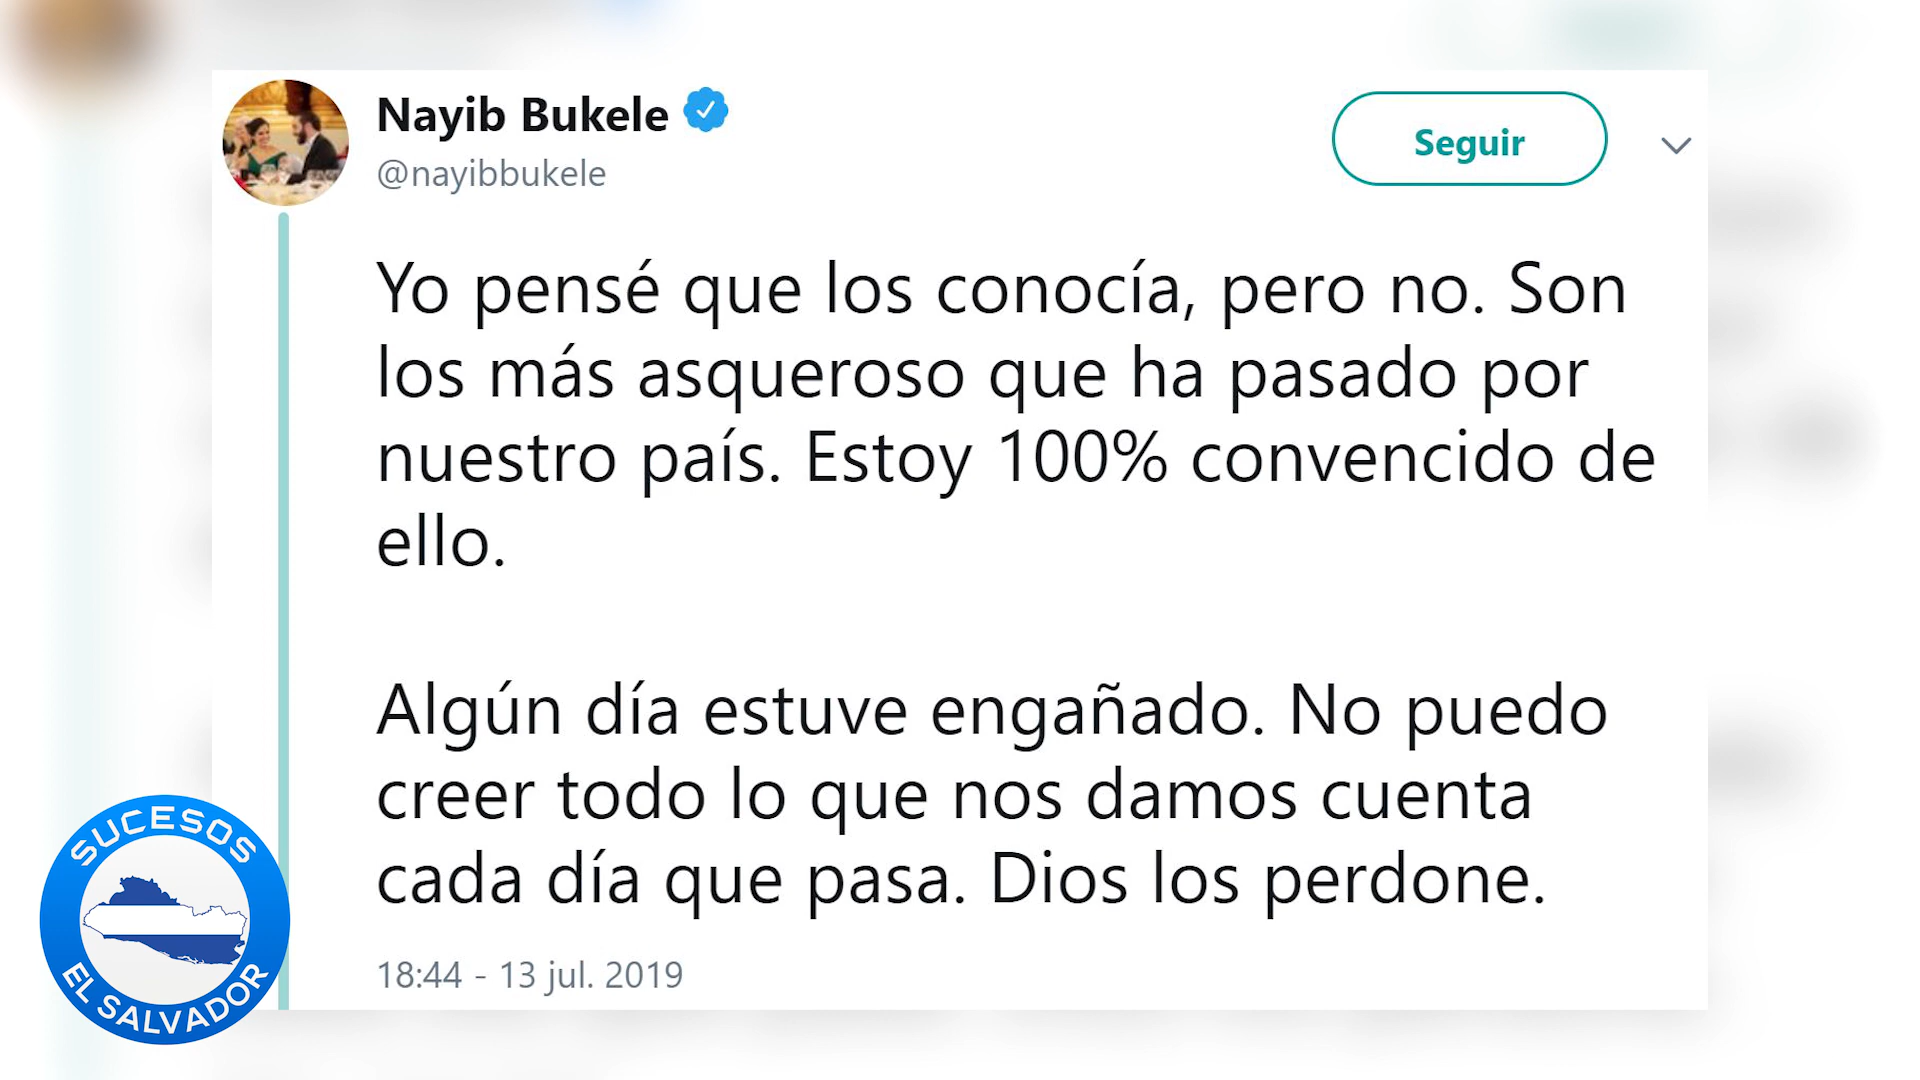 Nayib Bukele
@nayibbukele
Seguir
Yo pensé que los conocía, pero no. Son
los más asqueroso que ha pasado por
nuestro país. Estoy 100% convencido de
ello.
Algún día estuve engañado. No puedo
creer todo lo que nos damos cuenta
cada día que pasa. Dios los perdone.
18:44 - 13 jul. 2019
SUCESOS
EL SALVADOR